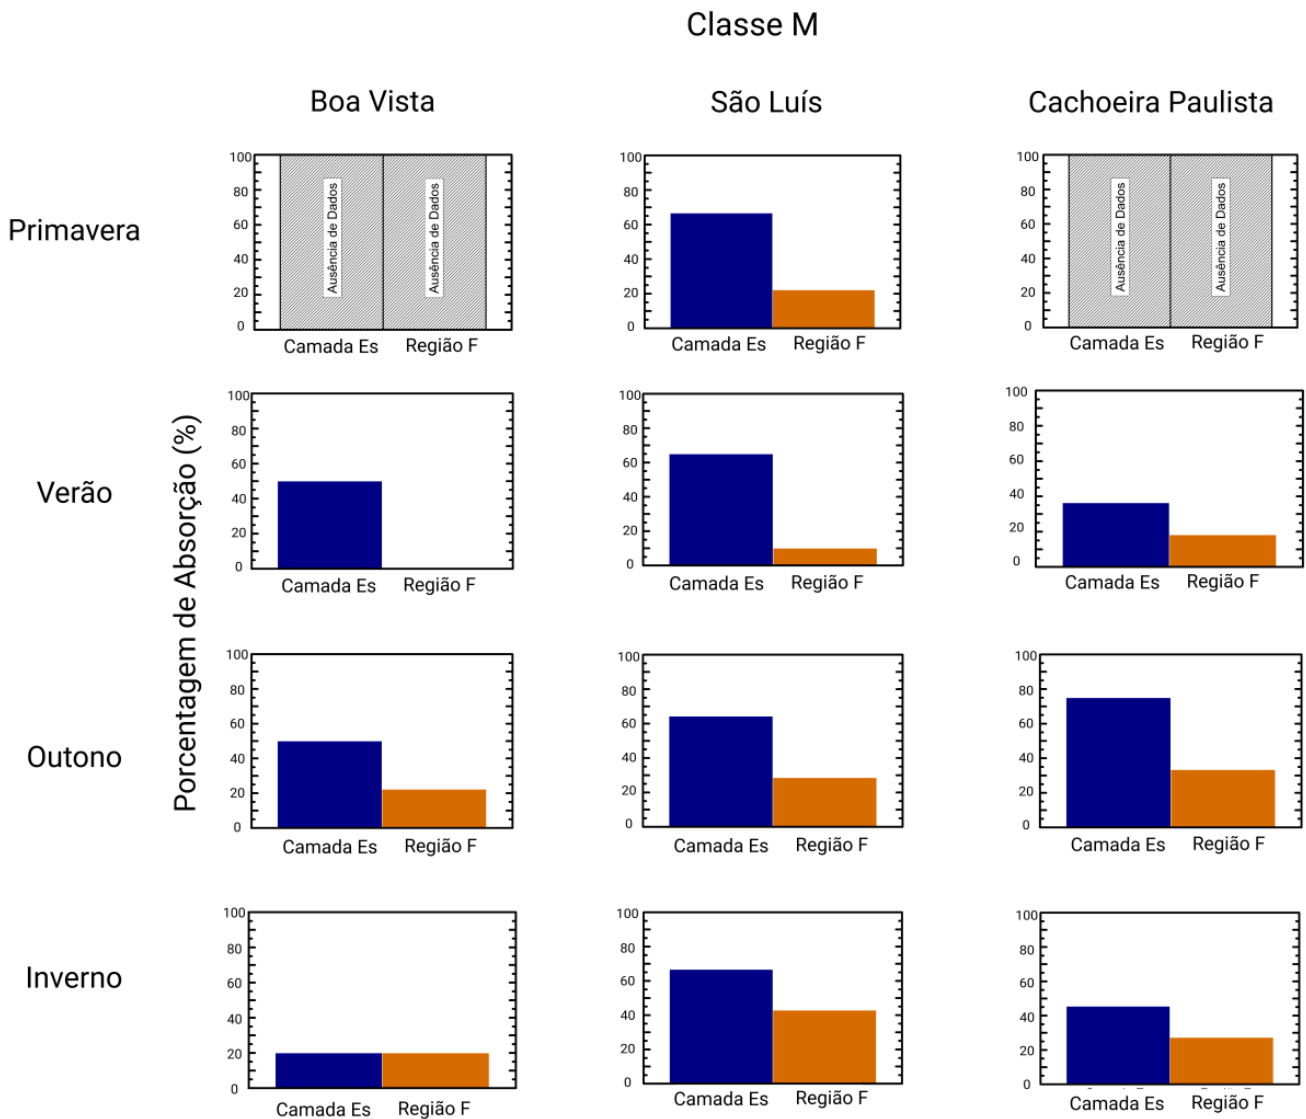 Classe M
Boa Vista
São Luís
Cachoeira Paulista
Primavera
100
80
60
40
20
0
Ausência de Dados
Ausência de Dados
Camada Es Região F
100
80
60
40
20
0
Camada Es Região F
100
80
60
40
20
0
Ausência de Dados
Ausência de Dados
Camada Es Região F
Porcentagem de Absorção (%)
Verão
100
80
60
40
20
0
Camada Es Região F
100
80
60
40
20
0
Camada Es Região F
100
80
60
40
20
0
Camada Es Região F
Outono
100
80
60
40
20
0
Camada Es Região F
100
80
60
40
20
0
Camada Es Região F
100
80
60
40
20
0
Camada Es Região F
Inverno
100
80
60
40
20
0
Camada Es Região F
100
80
60
40
20
0
Camada Es Região F
100
80
60
40
20
0
Camada Es Região F